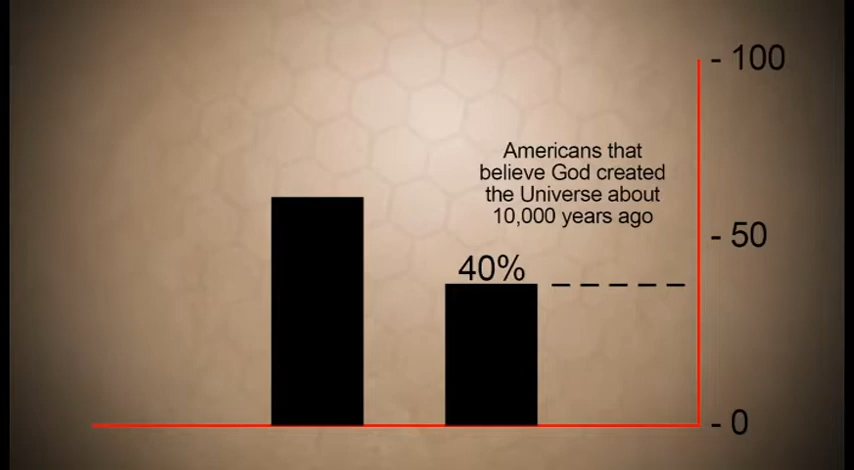 - 100
Americans that
believe God created
the Universe about
10,000 years ago
- 50
40%
- 0